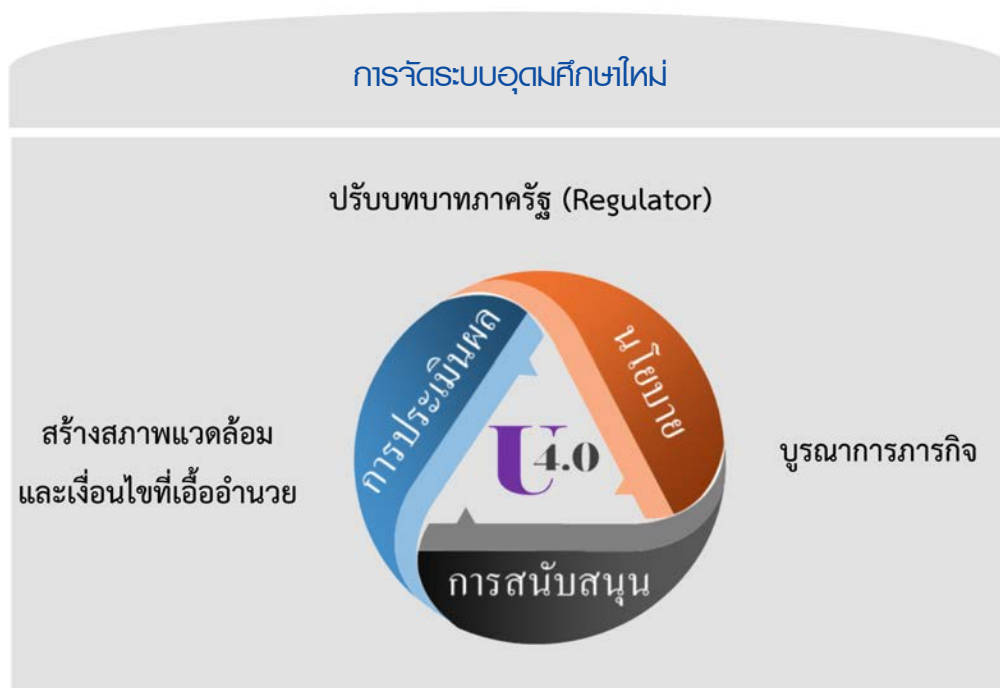 การจัดระบบอุดมศึกษาใหม่
ปรับบทบาทภาครัฐ (Regulator)
การประเมินผล
นโยบาย
สร้างสภาพแวดล้อม
และเงื่อนไขที่เอื้ออำนวย
U4.0
บูรณาการภารกิจ
การสนับสนุน